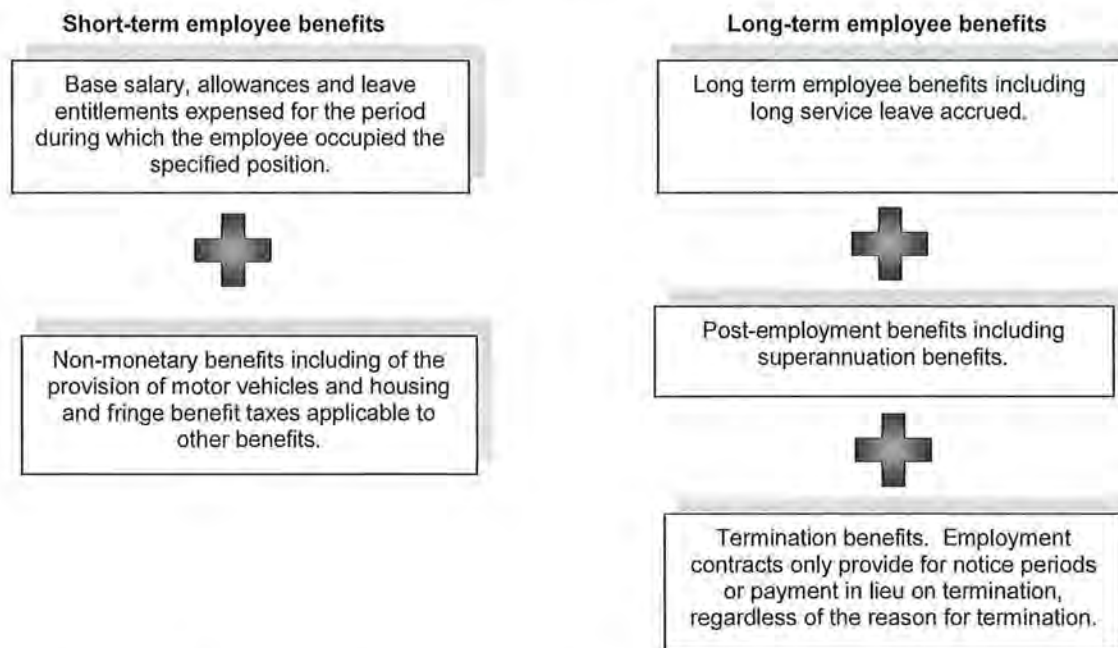 Short-term employee benefits
Base salary, allowances and leave
entitlements expensed for the period
during which the employee occupied the
specified position.
Non-monetary benefits including of the
provision of motor vehicles and housing
and fringe benefit taxes applicable to
other benefits.
Long-term employee benefits
Long term employee benefits including
long service leave accrued.
Post-employment benefits including
superannuation benefits.
Termination benefits. Employment
contracts only provide for notice periods
or payment in lieu on termination,
regardless of the reason for termination.